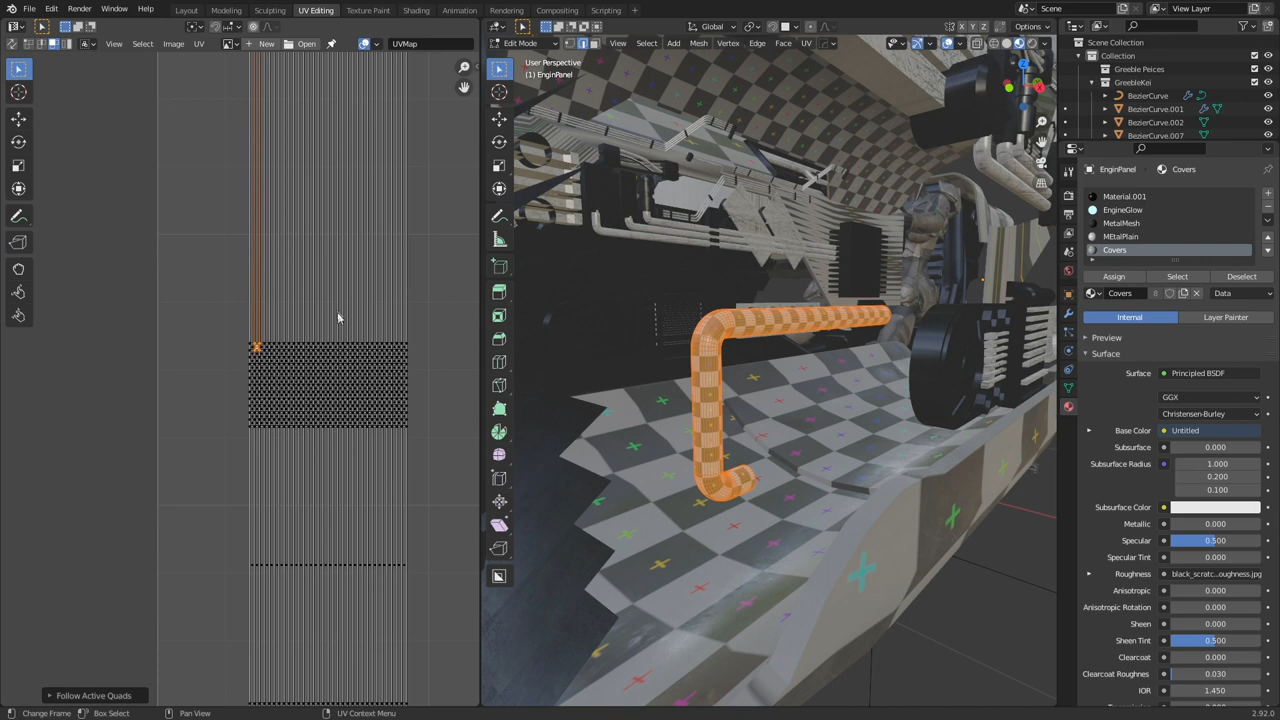 File Edit Render Window Help
Layout Modeling Sculpting UV Editing Texture Paint Shading Animation Rendering Compositing Scripting +
Scene
View Layer
View Select Image UV
New
Open
UVMap
Global
Options
Edit Mode
View Select Add Mesh Vertex Edge Face UV
User Perspective
(1) EnginPanel
Scene Collection
Collection
Greeble Peices
GreebleKei
BezierCurve
BezierCurve.001
BezierCurve.002
BezierCurve.007
EnginPanel
Covers
Material.001
EngineGlow
MetalMesh
MEtalPlain
Covers
Assign Select Deselect
Covers 8 Data
Internal Layer Painter
Preview
Surface
Surface Principled BSDF
GGX
Christensen-Burley
Base Color Untitled
Subsurface 0.000
Subsurface Radius 1.000
0.200
0.100
Subsurface Color
Metallic 0.000
Specular 0.500
Specular Tint 0.000
Roughness black_scratc...oughness.jpg
Anisotropic 0.000
Anisotropic Rotation 0.000
Sheen 0.000
Sheen Tint 0.500
Clearcoat 0.000
Clearcoat Roughnes 0.030
IOR 1.450
Follow Active Quads
Change Frame Box Select Pan View UV Context Menu 2.92.0